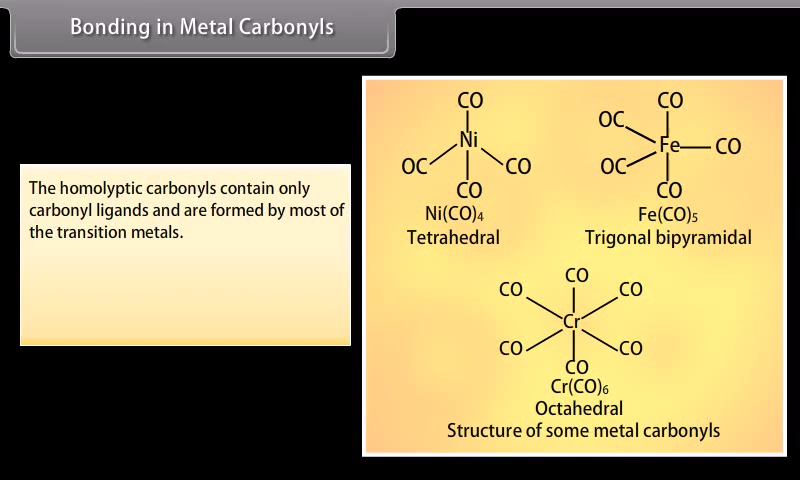 Bonding in Metal Carbonyls
The homolyptic carbonyls contain only
carbonyl ligands and are formed by most of
the transition metals.
CO
Ni
OC CO
CO
Ni(CO)₄
Tetrahedral
CO
OC
Fe CO
OC
CO
Fe(CO)₅
Trigonal bipyramidal
CO
CO CO
Cr
CO CO
CO
Cr(CO)₆
Octahedral
Structure of some metal carbonyls